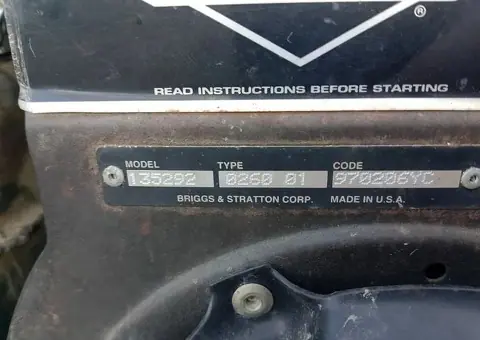 ®
READ INSTRUCTIONS BEFORE STARTING
MODEL TYPE CODE
135292 0260 01 970206YC
BRIGGS & STRATTON CORP. MADE IN U.S.A.